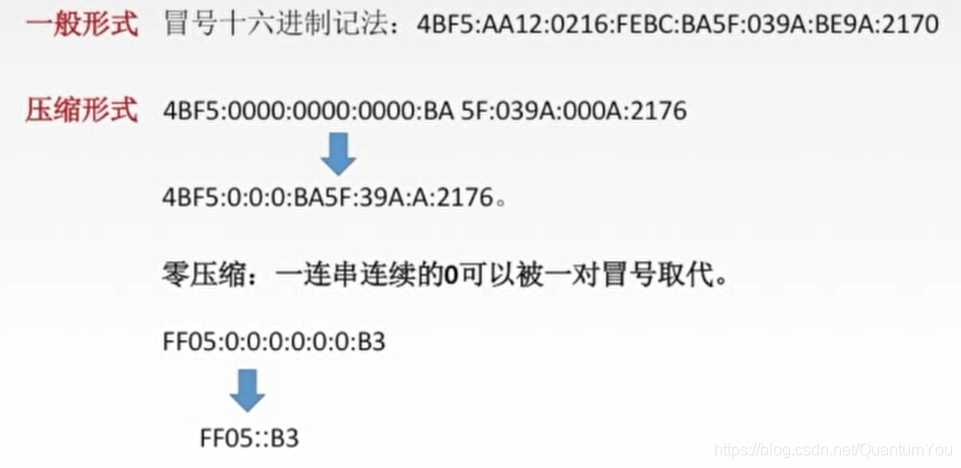 一般形式 冒号十六进制记法：4BF5:AA12:0216:FEBC:BA5F:039A:BE9A:2170
压缩形式 4BF5:0000:0000:0000:BA 5F:039A:000A:2176
4BF5:0:0:0:BA5F:39A:A:2176。
零压缩：一连串连续的0可以被一对冒号取代。
FF05:0:0:0:0:0:0:B3
FF05::B3
https://blog.csdn.net/QuantumYou